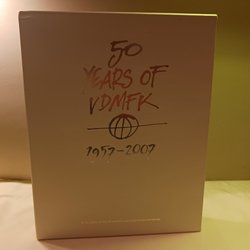 50
YEARS OF
VDMFK
1957-2007